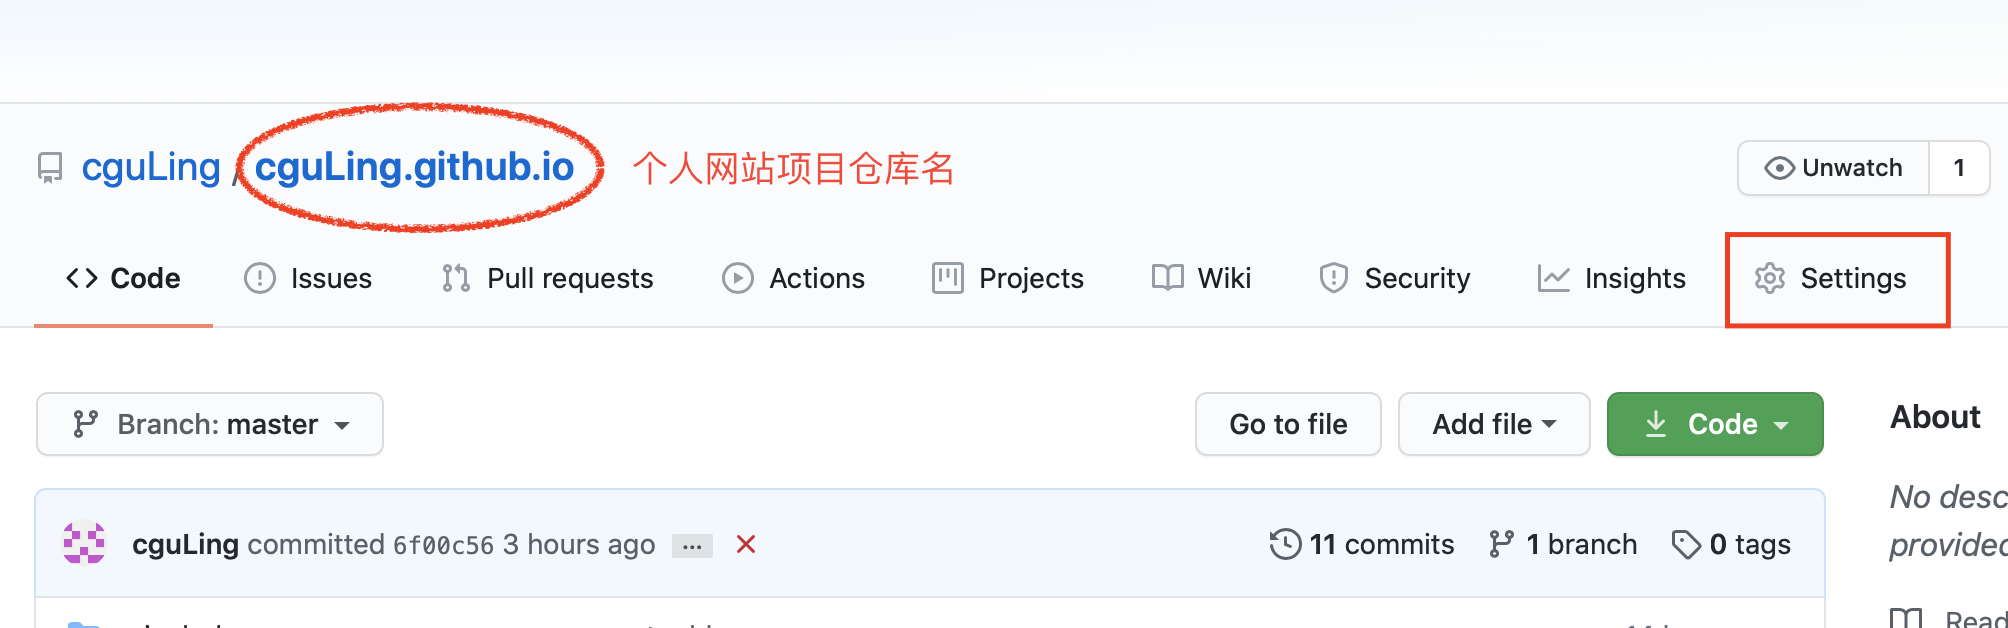 cguLing / cguLing.github.io 个人网站项目仓库名 Unwatch 1
Code Issues Pull requests Actions Projects Wiki Security Insights Settings
Branch: master Go to file Add file Code About
No desc
cguLing committed 6f00c56 3 hours ago ... 11 commits 1 branch 0 tags provided
Read